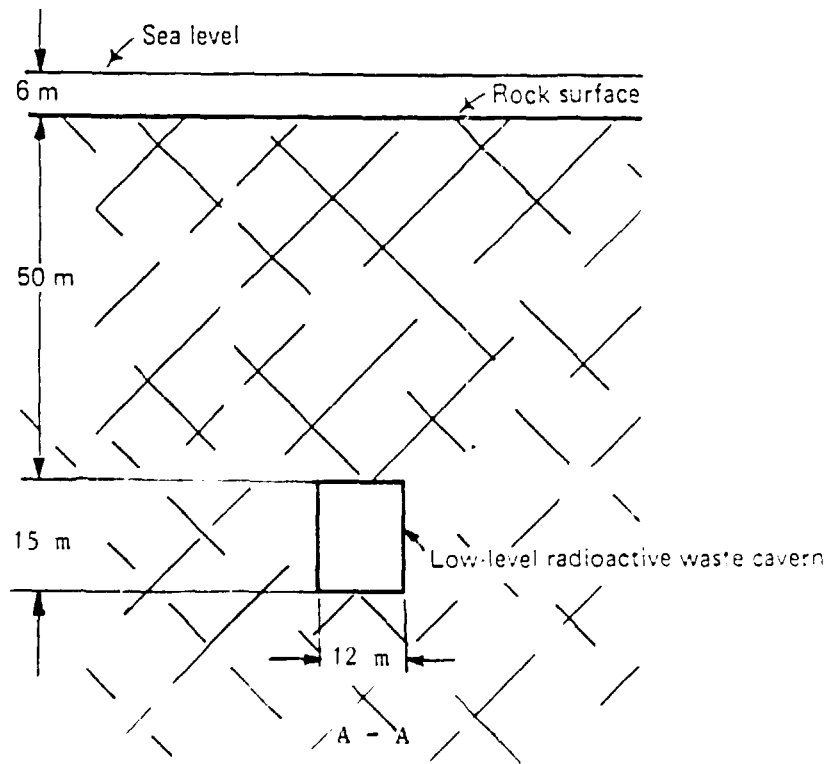 Sea level
6 m
Rock surface
50 m
15 m
Low-level radioactive waste cavern
12 m
A - A